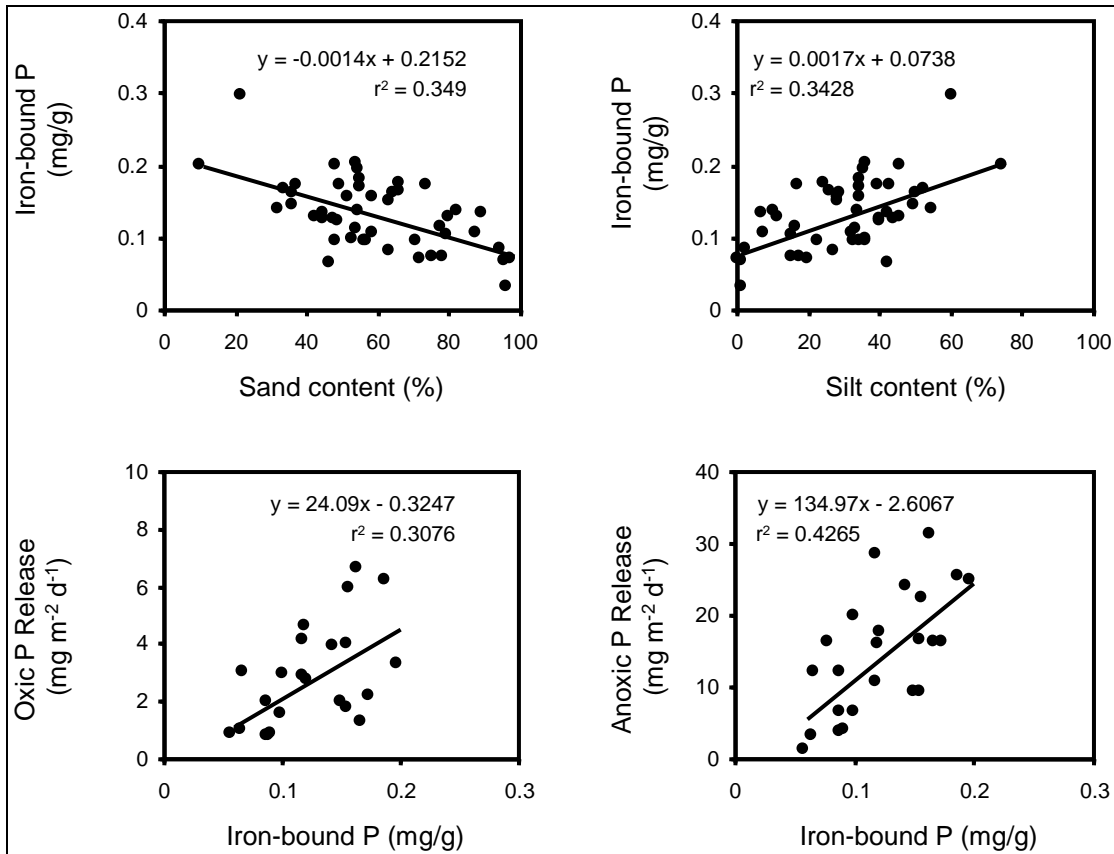 Iron-bound P
(mg/g)
0.4
0.3
0.2
0.1
0
y = -0.0014x + 0.2152
r² = 0.349
0 20 40 60 80 100
Sand content (%)
Iron-bound P
(mg/g)
0.4
0.3
0.2
0.1
0
y = 0.0017x + 0.0738
r² = 0.3428
0 20 40 60 80 100
Silt content (%)
Oxic P Release
(mg m⁻² d⁻¹)
10
8
6
4
2
0
y = 24.09x - 0.3247
r² = 0.3076
0 0.1 0.2 0.3
Iron-bound P (mg/g)
Anoxic P Release
(mg m⁻² d⁻¹)
40
30
20
10
0
y = 134.97x - 2.6067
r² = 0.4265
0 0.1 0.2 0.3
Iron-bound P (mg/g)